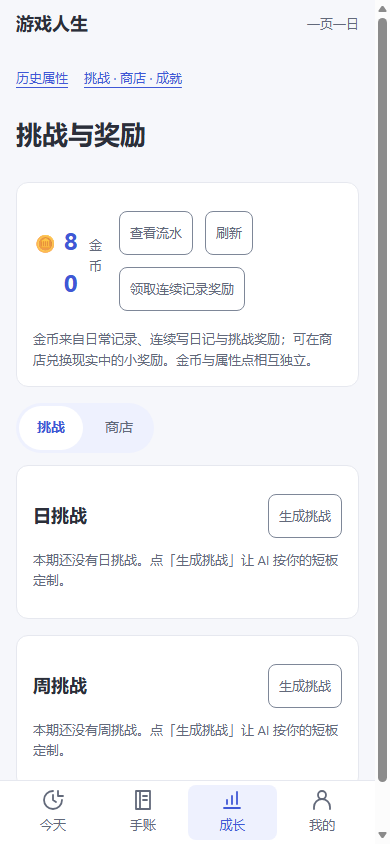 游戏人生
一页一日
历史属性
挑战 · 商店 · 成就
挑战与奖励
80
金币
查看流水
刷新
领取连续记录奖励
金币来自日常记录、连续写日记与挑战奖励；可在商
店兑换现实中的小奖励。金币与属性点相互独立。
挑战
商店
日挑战
生成挑战
本期还没有日挑战。点「生成挑战」让 AI 按你的短板
定制。
周挑战
生成挑战
本期还没有周挑战。点「生成挑战」让 AI 按你的短板
定制。
今天
手账
成长
我的